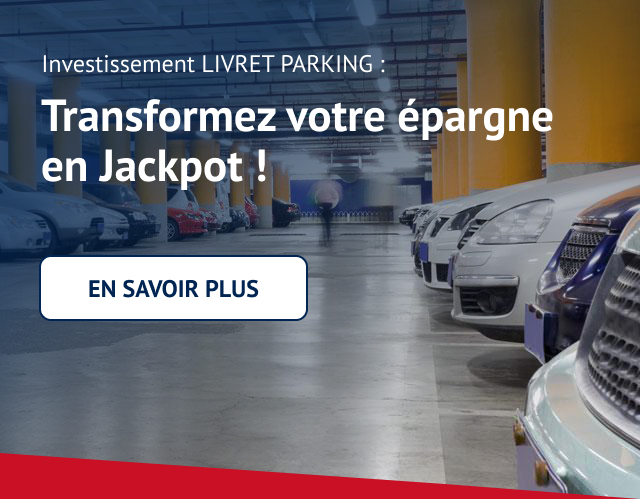 Investissement LIVRET PARKING :
Transformez votre épargne
en Jackpot !
EN SAVOIR PLUS